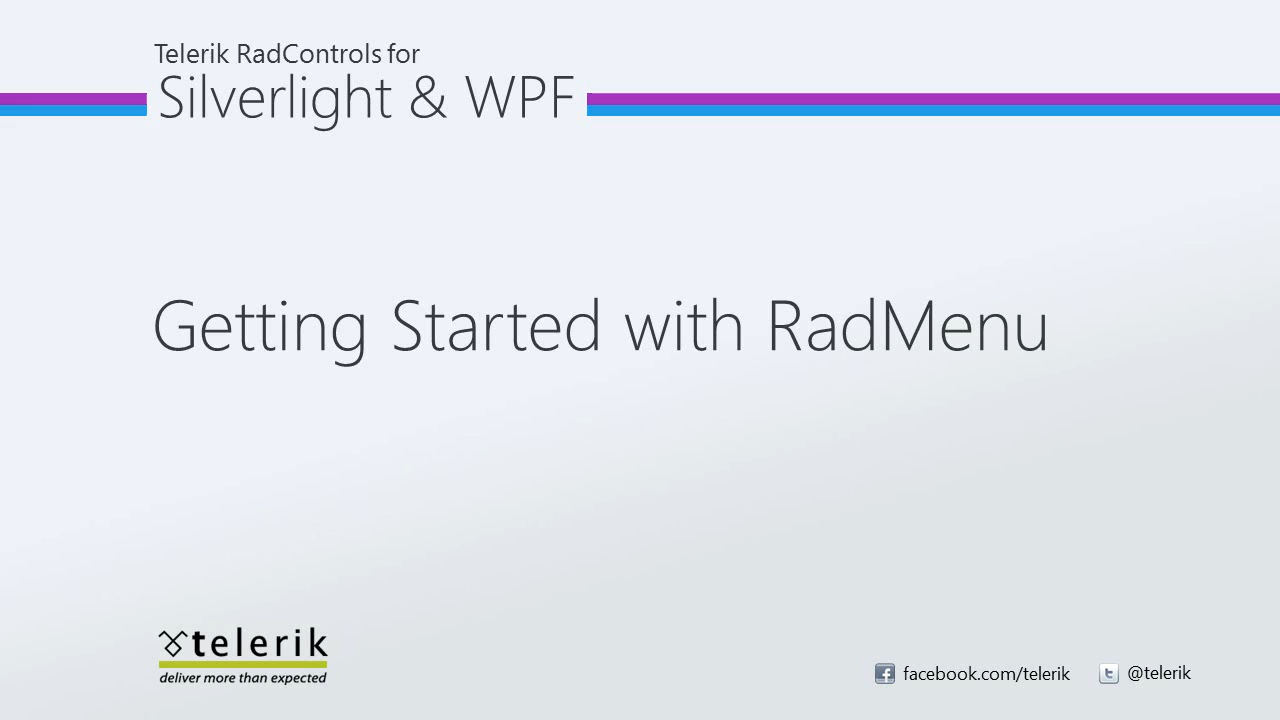 Telerik RadControls for
Silverlight & WPF
Getting Started with RadMenu
telerik
deliver more than expected
facebook.com/telerik
@telerik